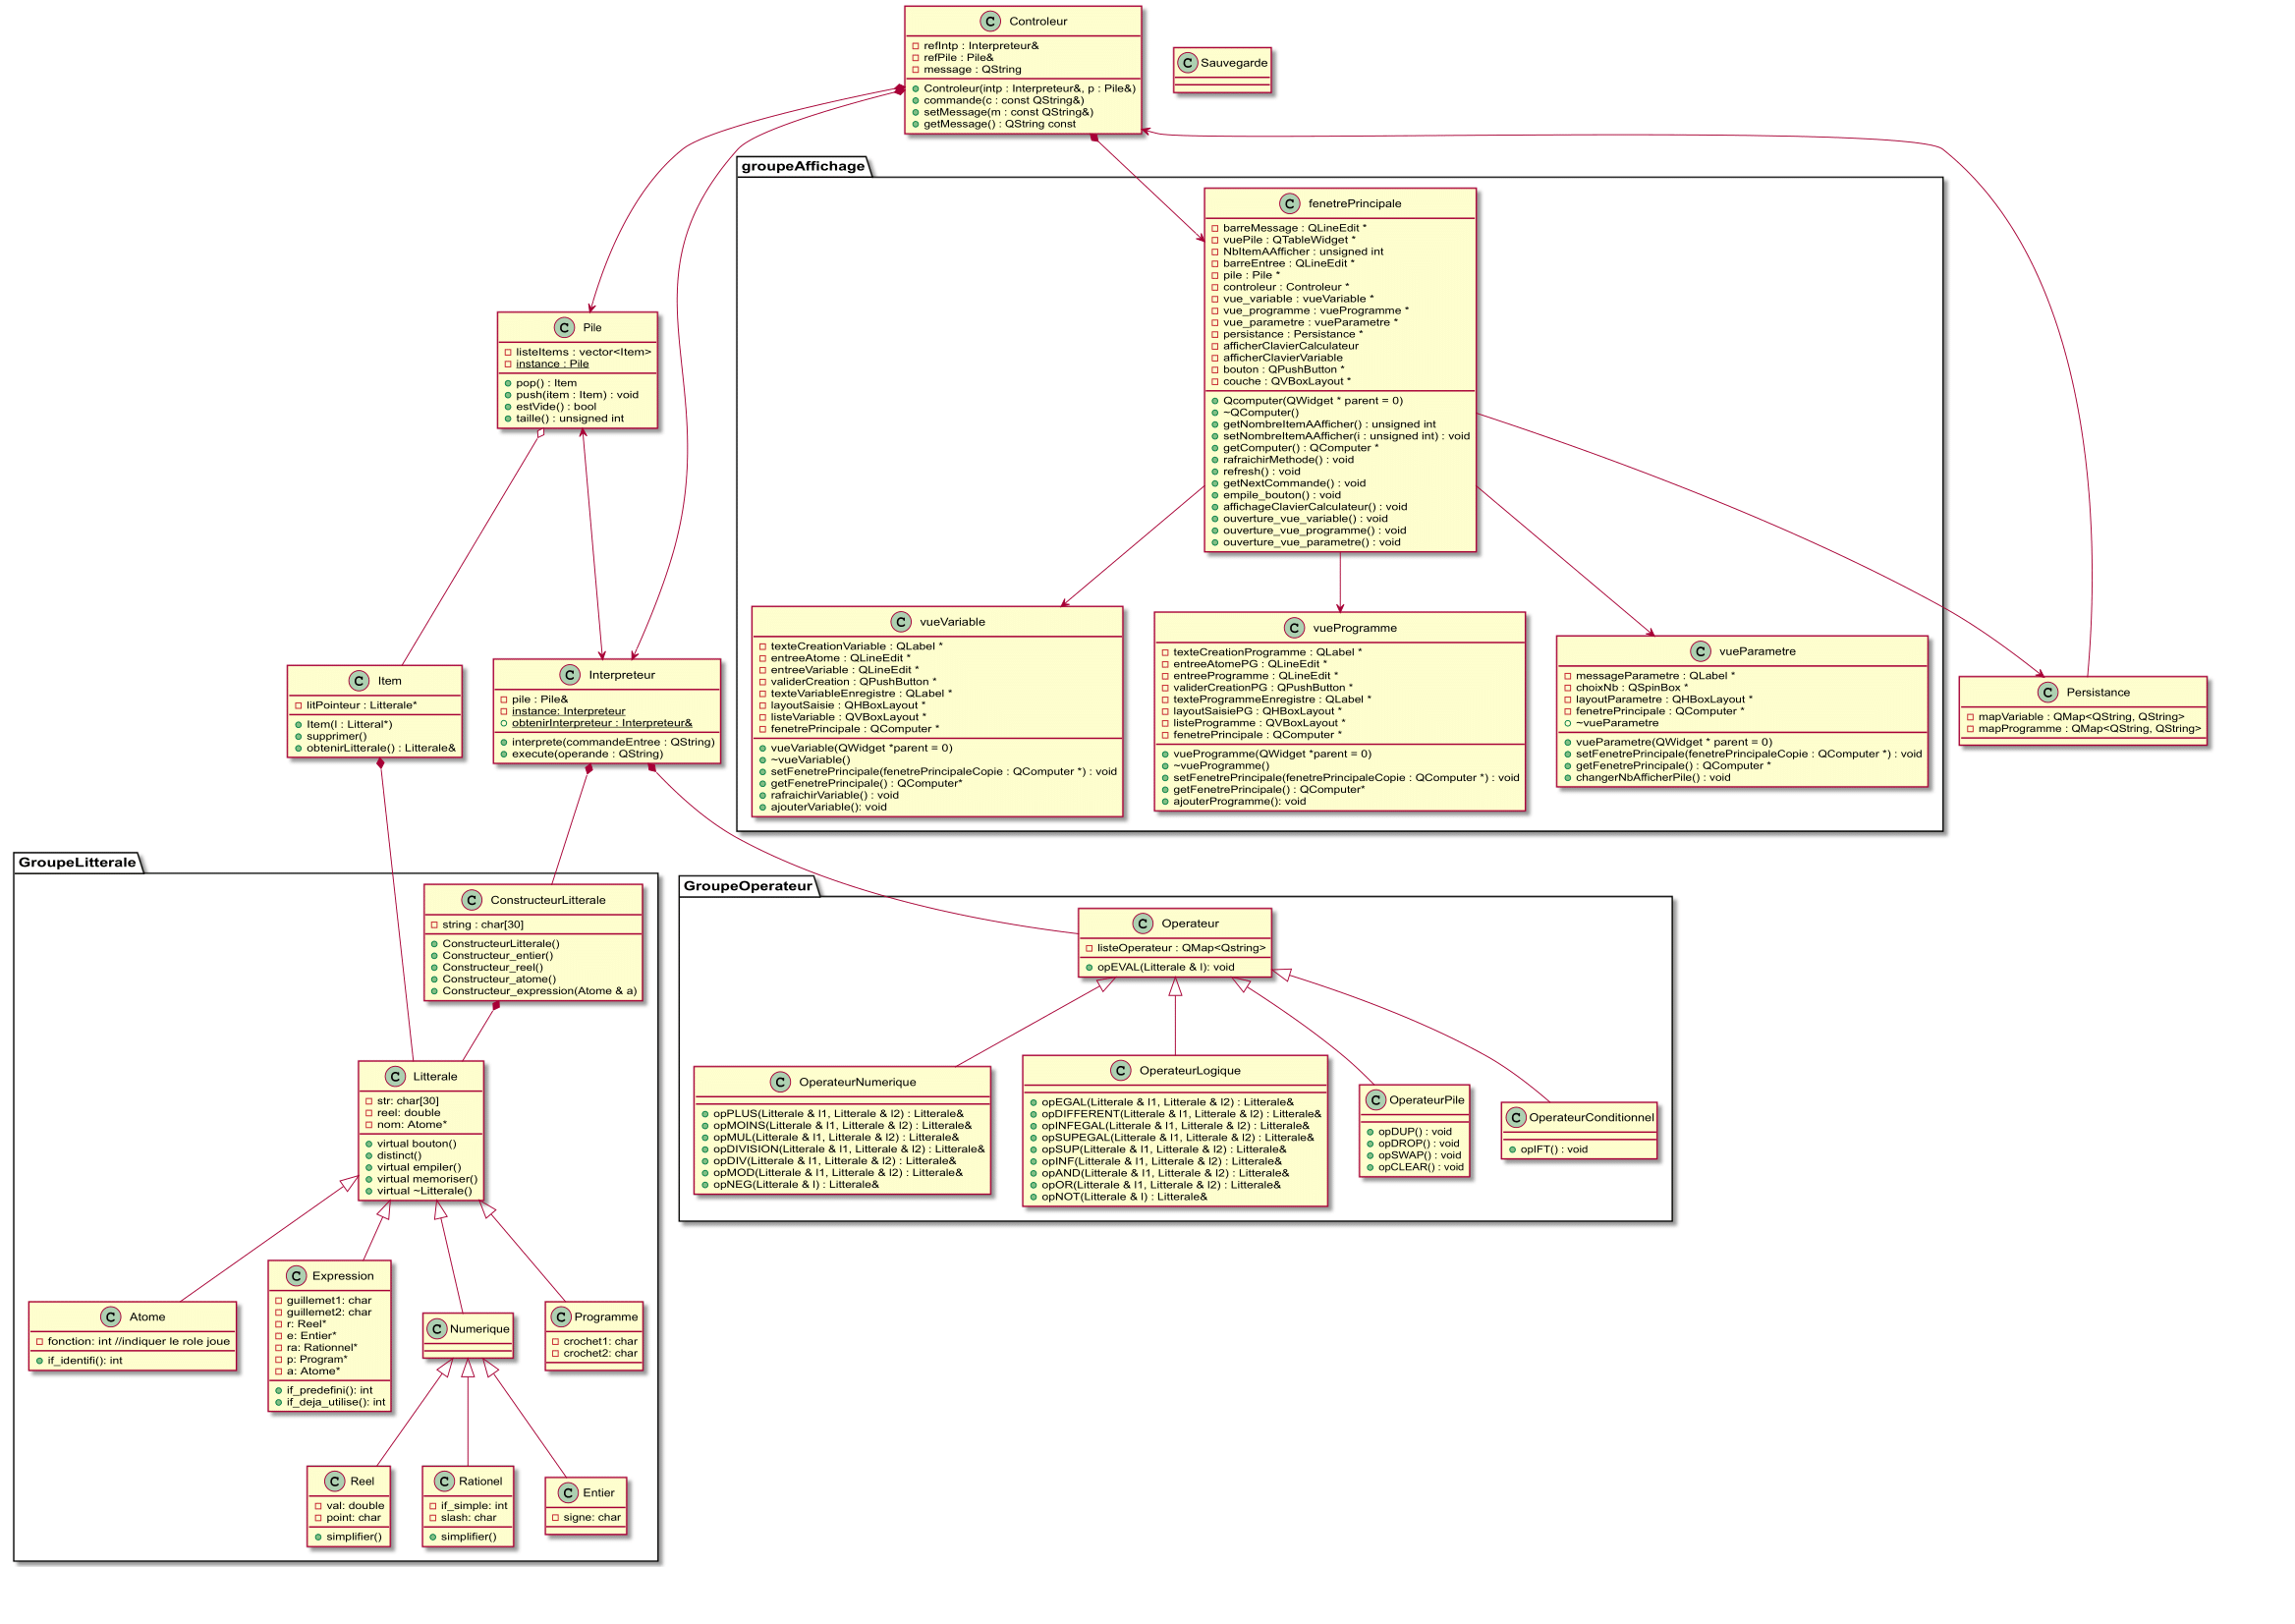 Controleur
refIntp : Interpreteur&
refPile : Pile&
message : QString
Controleur(intp : Interpreteur&, p : Pile&)
commande(c : const QString&)
setMessage(m : const QString&)
getMessage() : QString const
Sauvegarde
groupeAffichage
fenetrePrincipale
barreMessage : QLineEdit *
vuePile : QTableWidget *
NbItemAAfficher : unsigned int
barreEntree : QLineEdit *
pile : Pile *
controleur : Controleur *
vue_variable : vueVariable *
vue_programme : vueProgramme *
vue_parametre : vueParametre *
persistance : Persistance *
afficherClavierCalculateur
afficherClavierVariable
bouton : QPushButton *
couche : QVBoxLayout *
Qcomputer(QWidget * parent = 0)
~QComputer()
getNombreItemAAfficher() : unsigned int
setNombreItemAAfficher(i : unsigned int) : void
getComputer() : QComputer *
rafraichirMethode() : void
refresh() : void
getNextCommande() : void
empile_bouton() : void
affichageClavierCalculateur() : void
ouverture_vue_variable() : void
ouverture_vue_programme() : void
ouverture_vue_parametre() : void
Pile
listeItems : vector<Item>
instance : Pile
pop() : Item
push(item : Item) : void
estVide() : bool
taille() : unsigned int
Item
litPointeur : Litterale*
Item(l : Litteral*)
supprimer()
obtenirLitterale() : Litterale&
Interpreteur
pile : Pile&
instance: Interpreteur
obtenirInterpreteur : Interpreteur&
interprete(commandeEntree : QString)
execute(operande : QString)
vueVariable
texteCreationVariable : QLabel *
entreeAtome : QLineEdit *
entreeVariable : QLineEdit *
validerCreation : QPushButton *
texteVariableEnregistre : QLabel *
layoutSaisie : QHBoxLayout *
listeVariable : QVBoxLayout *
fenetrePrincipale : QComputer *
vueVariable(QWidget *parent = 0)
~vueVariable()
setFenetrePrincipale(fenetrePrincipaleCopie : QComputer *) : void
getFenetrePrincipale() : QComputer*
rafraichirVariable() : void
ajouterVariable(): void
vueProgramme
texteCreationProgramme : QLabel *
entreeAtomePG : QLineEdit *
entreeProgramme : QLineEdit *
validerCreationPG : QPushButton *
texteProgrammeEnregistre : QLabel *
layoutSaisiePG : QHBoxLayout *
listeProgramme : QVBoxLayout *
fenetrePrincipale : QComputer *
vueProgramme(QWidget *parent = 0)
~vueProgramme()
setFenetrePrincipale(fenetrePrincipaleCopie : QComputer *) : void
getFenetrePrincipale() : QComputer*
ajouterProgramme(): void
vueParametre
messageParametre : QLabel *
choixNb : QSpinBox *
layoutParametre : QHBoxLayout *
fenetrePrincipale : QComputer *
~vueParametre
vueParametre(QWidget * parent = 0)
setFenetrePrincipale(fenetrePrincipaleCopie : QComputer *) : void
getFenetrePrincipale() : QComputer *
changerNbAfficherPile() : void
Persistance
mapVariable : QMap<QString, QString>
mapProgramme : QMap<QString, QString>
GroupeLitterale
ConstructeurLitterale
string : char[30]
ConstructeurLitterale()
Constructeur_entier()
Constructeur_reel()
Constructeur_atome()
Constructeur_expression(Atome & a)
Litterale
str: char[30]
reel: double
nom: Atome*
virtual bouton()
distinct()
virtual empiler()
virtual memoriser()
virtual ~Litterale()
Atome
fonction: int //indiquer le role joue
if_identifi(): int
Expression
guillemet1: char
guillemet2: char
r: Reel*
e: Entier*
ra: Rationnel*
p: Program*
a: Atome*
if_predefini(): int
if_deja_utilise(): int
Numerique
Programme
crochet1: char
crochet2: char
Reel
val: double
point: char
simplifier()
Rationel
if_simple: int
slash: char
simplifier()
Entier
signe: char
GroupeOperateur
Operateur
listeOperateur : QMap<Qstring>
opEVAL(Litterale & l): void
OperateurNumerique
opPLUS(Litterale & l1, Litterale & l2) : Litterale&
opMOINS(Litterale & l1, Litterale & l2) : Litterale&
opMUL(Litterale & l1, Litterale & l2) : Litterale&
opDIVISION(Litterale & l1, Litterale & l2) : Litterale&
opDIV(Litterale & l1, Litterale & l2) : Litterale&
opMOD(Litterale & l1, Litterale & l2) : Litterale&
opNEG(Litterale & l) : Litterale&
OperateurLogique
opEGAL(Litterale & l1, Litterale & l2) : Litterale&
opDIFFERENT(Litterale & l1, Litterale & l2) : Litterale&
opINFEGAL(Litterale & l1, Litterale & l2) : Litterale&
opSUPEGAL(Litterale & l1, Litterale & l2) : Litterale&
opSUP(Litterale & l1, Litterale & l2) : Litterale&
opINF(Litterale & l1, Litterale & l2) : Litterale&
opAND(Litterale & l1, Litterale & l2) : Litterale&
opOR(Litterale & l1, Litterale & l2) : Litterale&
opNOT(Litterale & l) : Litterale&
OperateurPile
opDUP() : void
opDROP() : void
opSWAP() : void
opCLEAR() : void
OperateurConditionnel
opIFT() : void